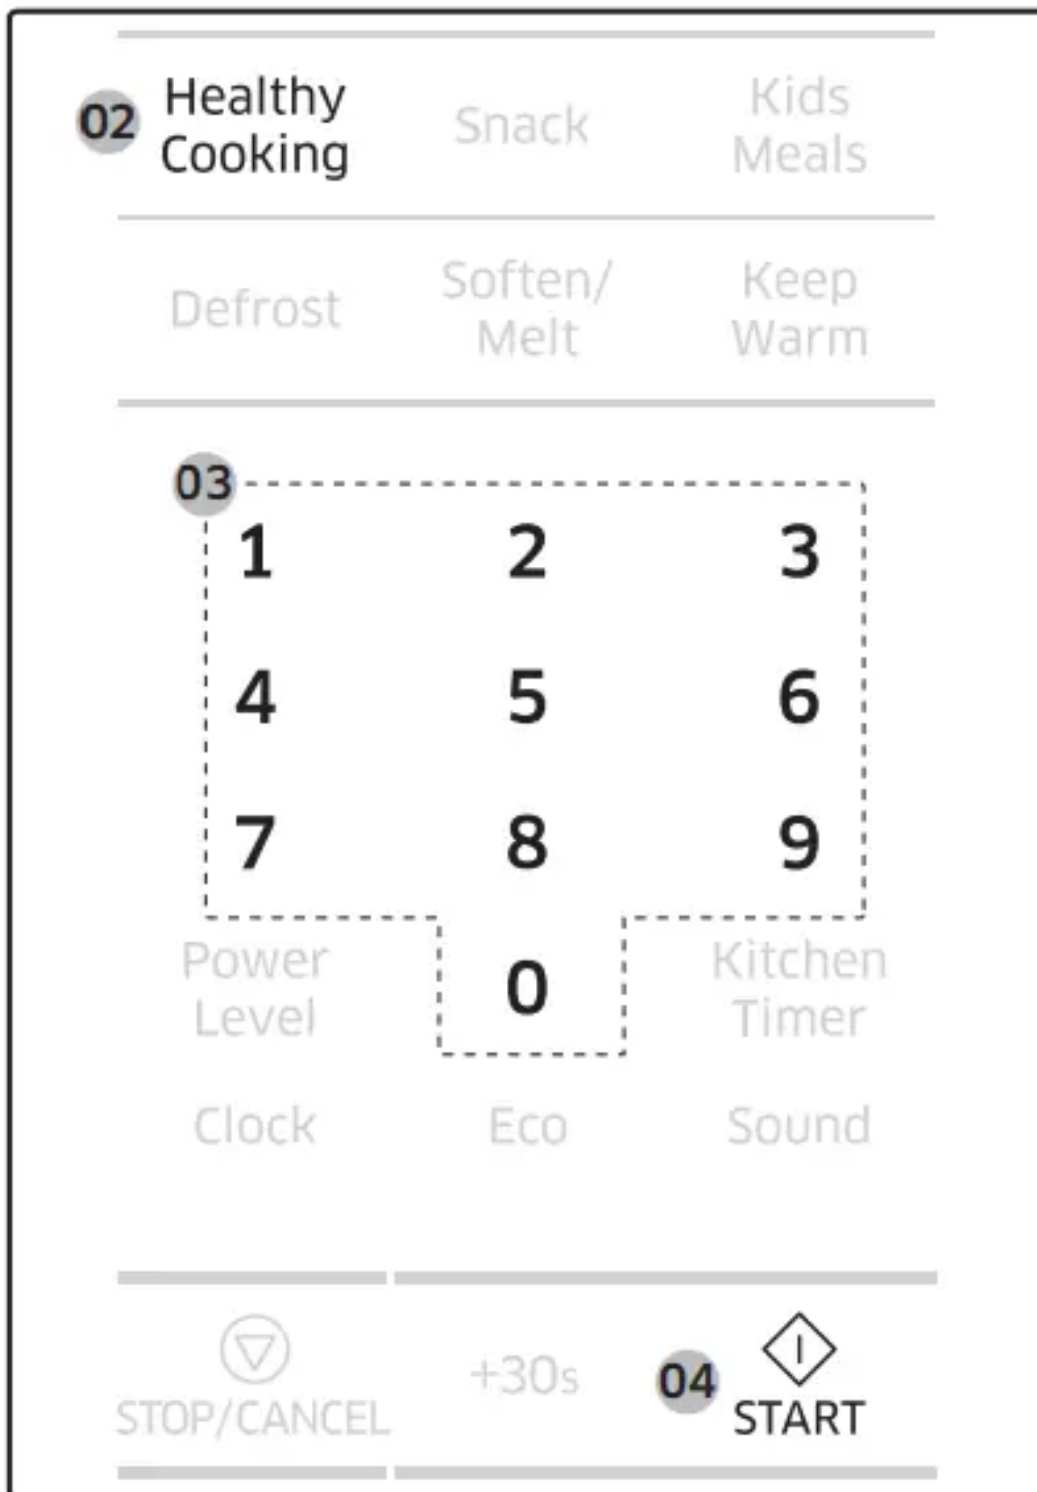 02 Healthy Cooking
Snack
Kids Meals
Defrost
Soften/ Melt
Keep Warm
03
1 2 3
4 5 6
7 8 9
Power Level
0
Kitchen Timer
Clock
Eco
Sound
STOP/CANCEL
+30s
04
START